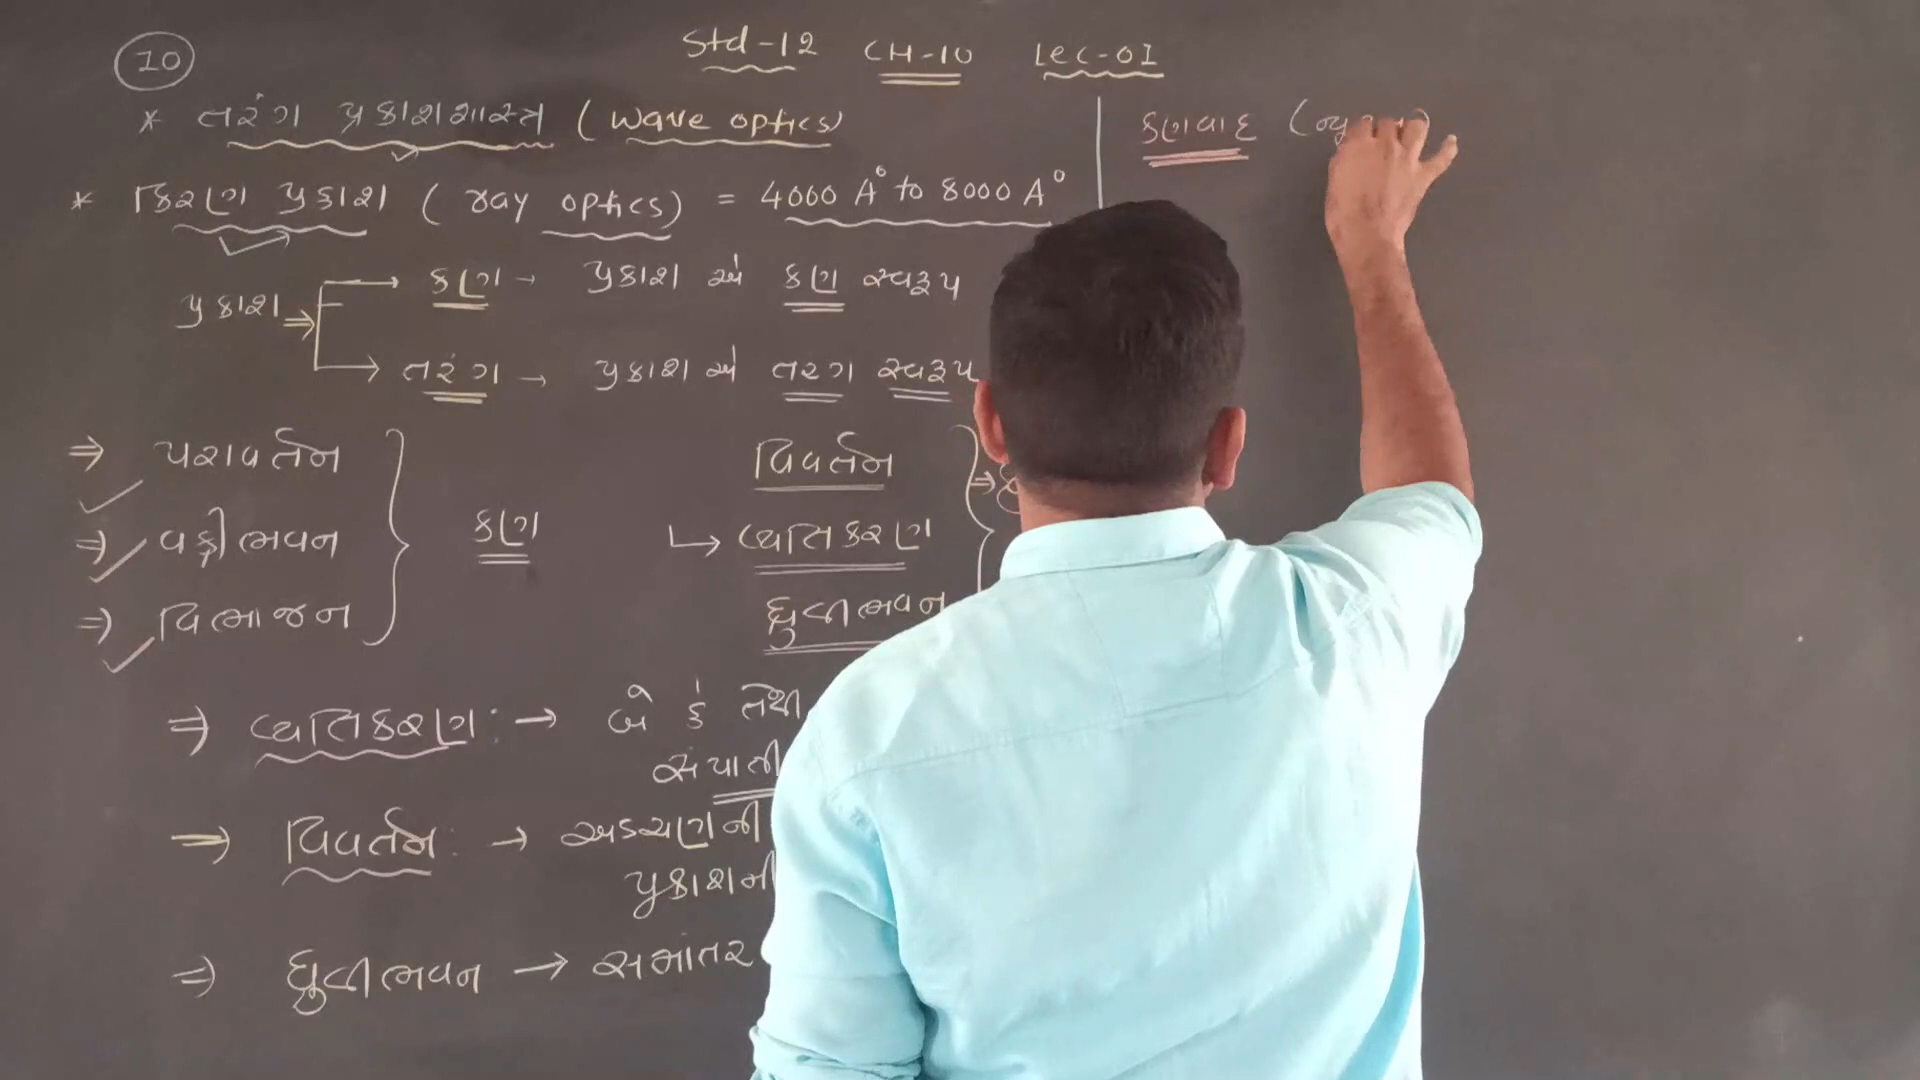 10
Std-12 CH-10 Lec-01
* તરંગ પ્રકાશશાસ્ત્ર (wave optics)
* કિરણ પ્રકાશ (ray optics) = 4000 A° to 8000 A°
પ્રકાશ ⇒ → કણ → પ્રકાશ એ કણ સ્વરૂપ
→ તરંગ → પ્રકાશ એ તરગ સ્વરૂપ
⇒ પરાવર્તન
⇒ વક્રીભવન
⇒ વિભાજન
કણ
વિવર્તન
↳ વ્યતિકરણ
ધ્રુવીભવન
⇒ વ્યતિકરણ: → બે કે તેથી
સંપાતી
⇒ વિવર્તન: → અડચણની
પ્રકાશની
⇒ ધ્રુવીભવન → સમાંતર
કણવાદ